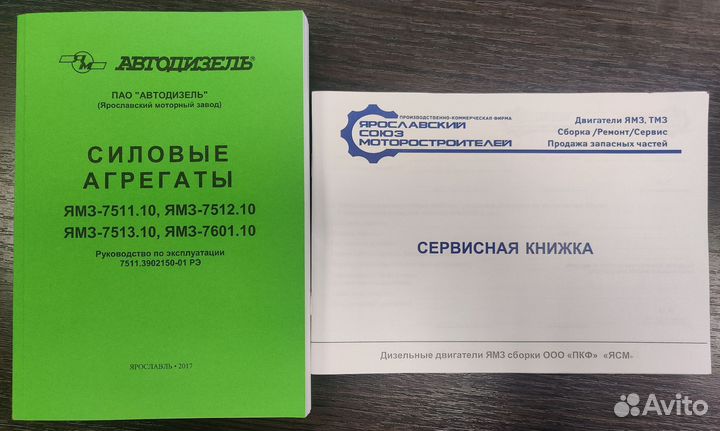 ЯМ АВТОДИЗЕЛЬ®
ПАО "АВТОДИЗЕЛЬ"
(Ярославский моторный завод)
СИЛОВЫЕ
АГРЕГАТЫ
ЯМЗ-7511.10, ЯМЗ-7512.10
ЯМЗ-7513.10, ЯМЗ-7601.10
Руководство по эксплуатации
7511.3902150-01 РЭ
ЯРОСЛАВЛЬ • 2017
ПРОИЗВОДСТВЕННО-КОММЕРЧЕСКАЯ ФИРМА
ЯРОСЛАВСКИЙ
СОЮЗ
МОТОРОСТРОИТЕЛЕЙ
Двигатели ЯМЗ, ТМЗ
Сборка /Ремонт/Сервис
Продажа запасных частей
СЕРВИСНАЯ КНИЖКА
Дизельные двигатели ЯМЗ сборки ООО «ПКФ» «ЯСМ»
Avito